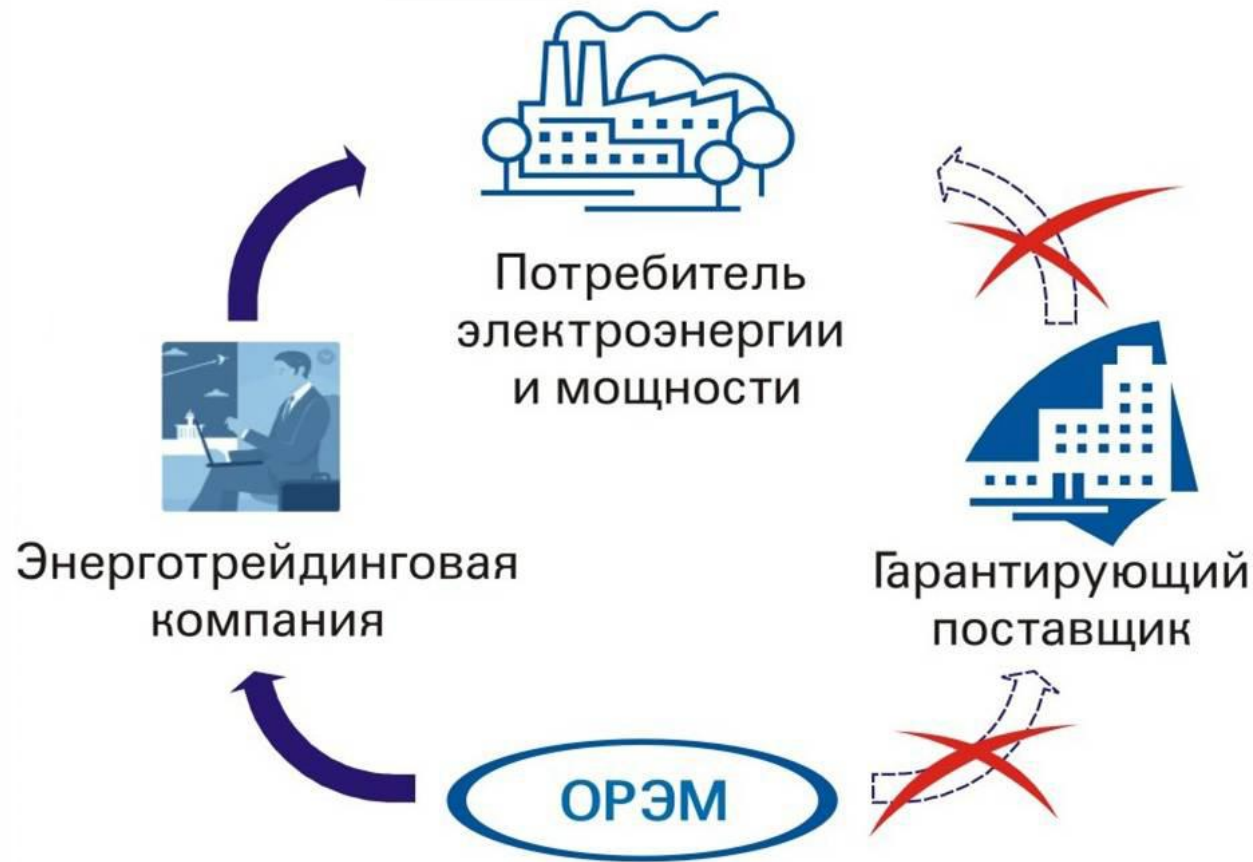 Потребитель
электроэнергии
и мощности
Энерготрейдинговая
компания
Гарантирующий
поставщик
ОРЭМ